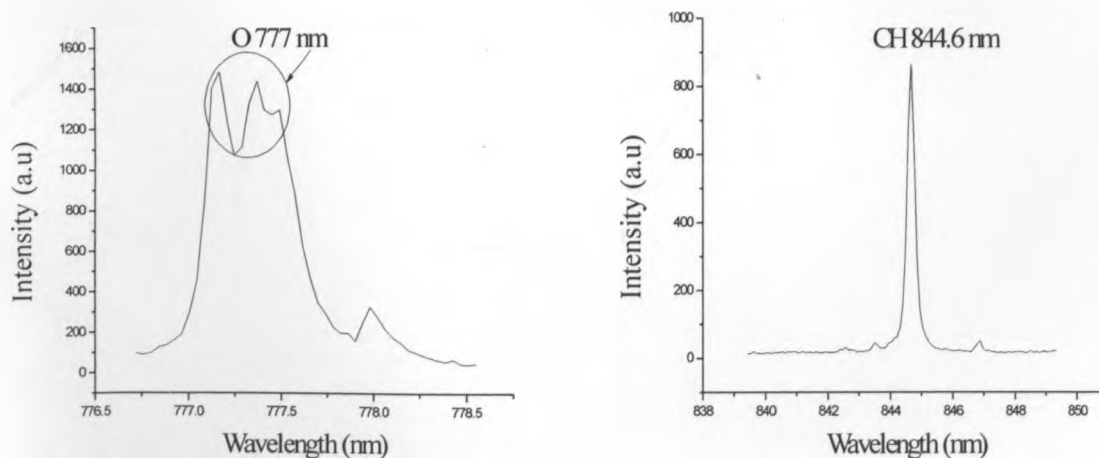 O 777 nm
1600
1400
1200
1000
800
600
400
200
0
776.5 777.0 777.5 778.0 778.5
Intensity (a.u)
Wavelength (nm)
CH 844.6 nm
1000
800
600
400
200
0
838 840 842 844 846 848 850
Intensity (a.u)
Wavelength (nm)